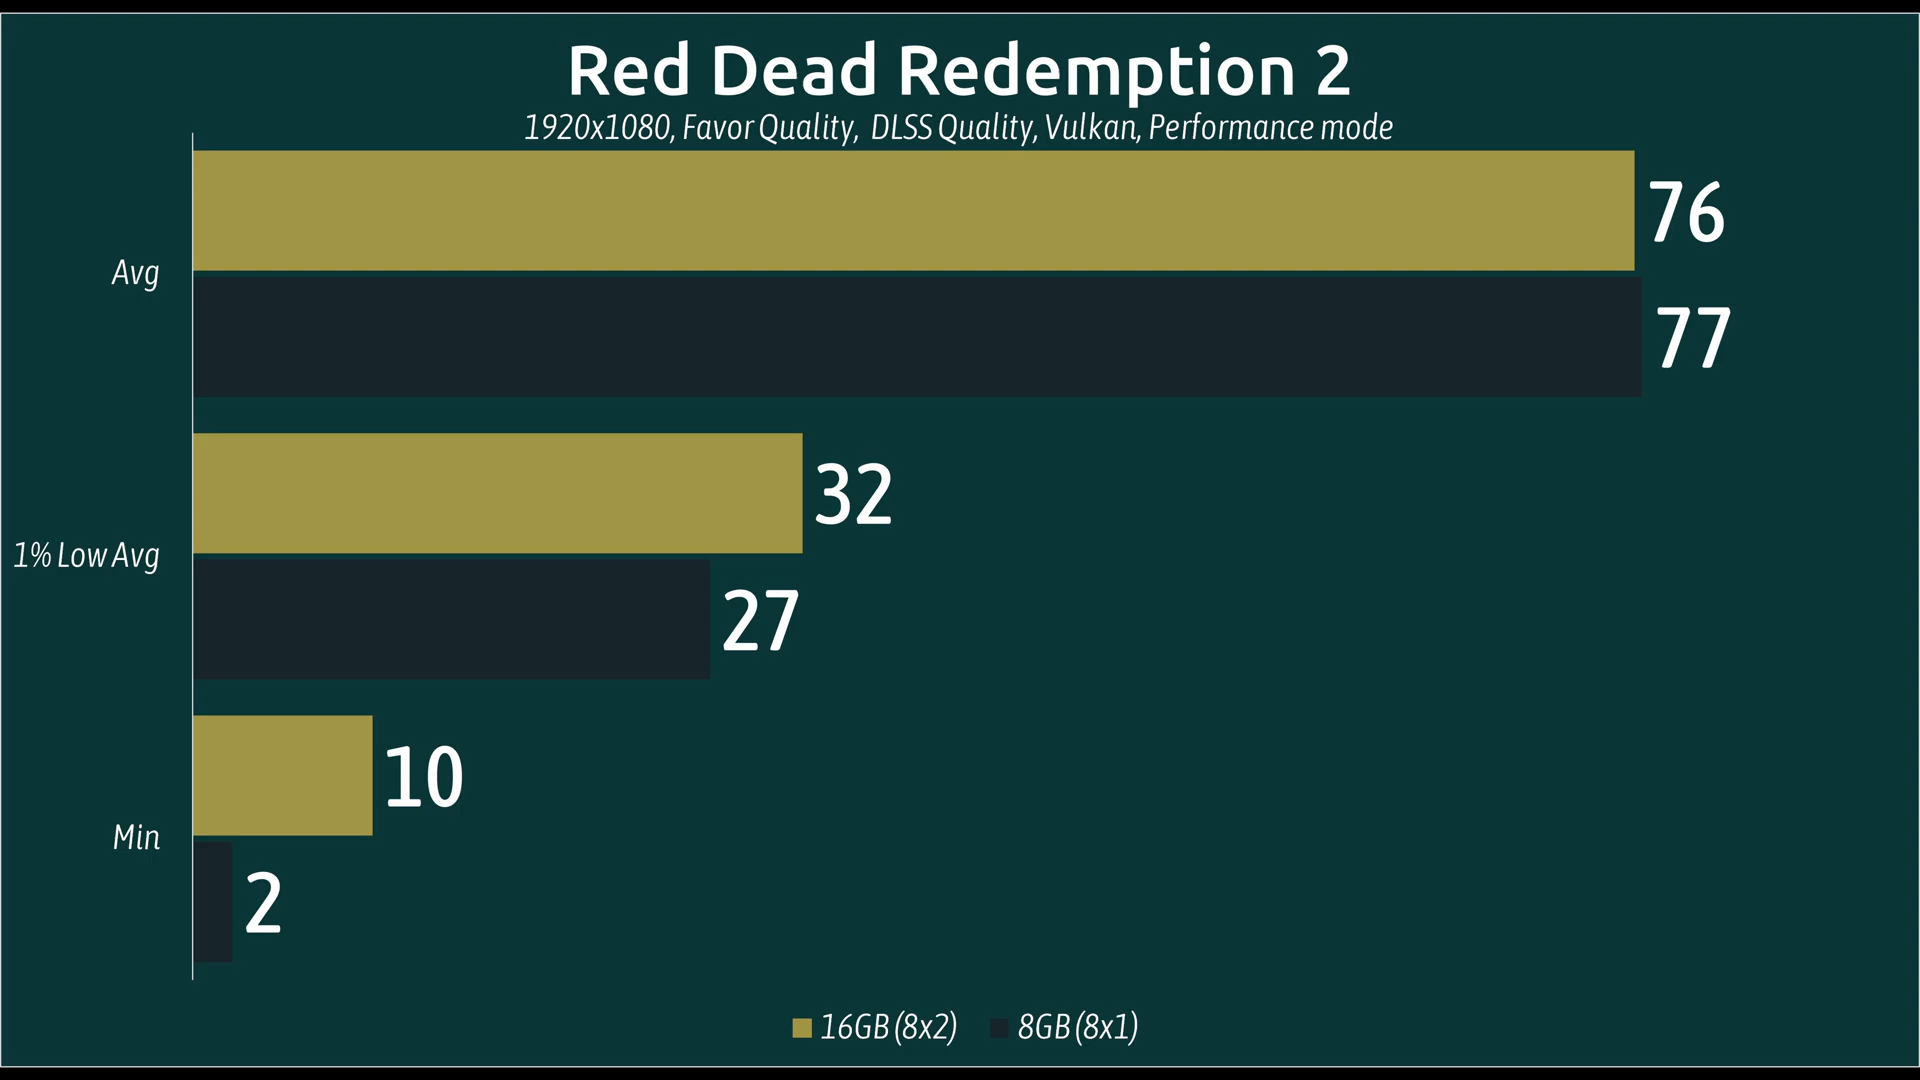 Red Dead Redemption 2
1920x1080, Favor Quality, DLSS Quality, Vulkan, Performance mode
76
Avg
77
32
1% Low Avg
27
10
Min
2
16GB (8x2) 8GB (8x1)